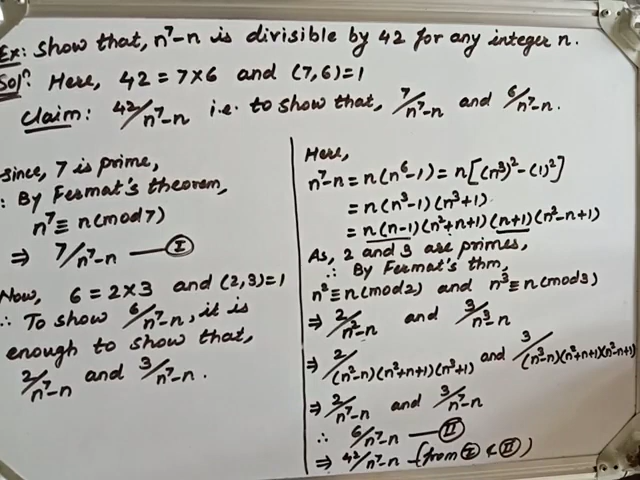 Ex: Show that, n⁷-n is divisible by 42 for any integer n.
Solⁿ: Here, 42 = 7×6 and (7,6)=1
Claim: 42/n⁷-n i.e. to show that, 7/n⁷-n and 6/n⁷-n.
Since, 7 is prime,
: By Fermat's theorem,
n⁷ ≡ n(mod 7)
⇒ 7/n⁷-n — Ⓘ
Now, 6 = 2×3 and (2,3)=1
∴ To show 6/n⁷-n, it is
enough to show that,
2/n⁷-n and 3/n⁷-n.
Here,
n⁷-n = n(n⁶-1) = n[(n³)²-(1)²]
= n(n³-1)(n³+1)
= n(n-1)(n²+n+1)(n+1)(n²-n+1)
As, 2 and 3 are primes,
∴ By Fermat's thm,
n² ≡ n(mod 2) and n³ ≡ n(mod 3)
⇒ 2/n²-n and 3/n³-n
⇒ 2/(n²-n)(n²+n+1)(n³+1) and 3/(n³-n)(n²+n+1)(n²-n+1)
⇒ 2/n⁷-n and 3/n⁷-n
∴ 6/n⁷-n — Ⓘ Ⓘ
⇒ 42/n⁷-n (from Ⓘ & ⒾⒾ)